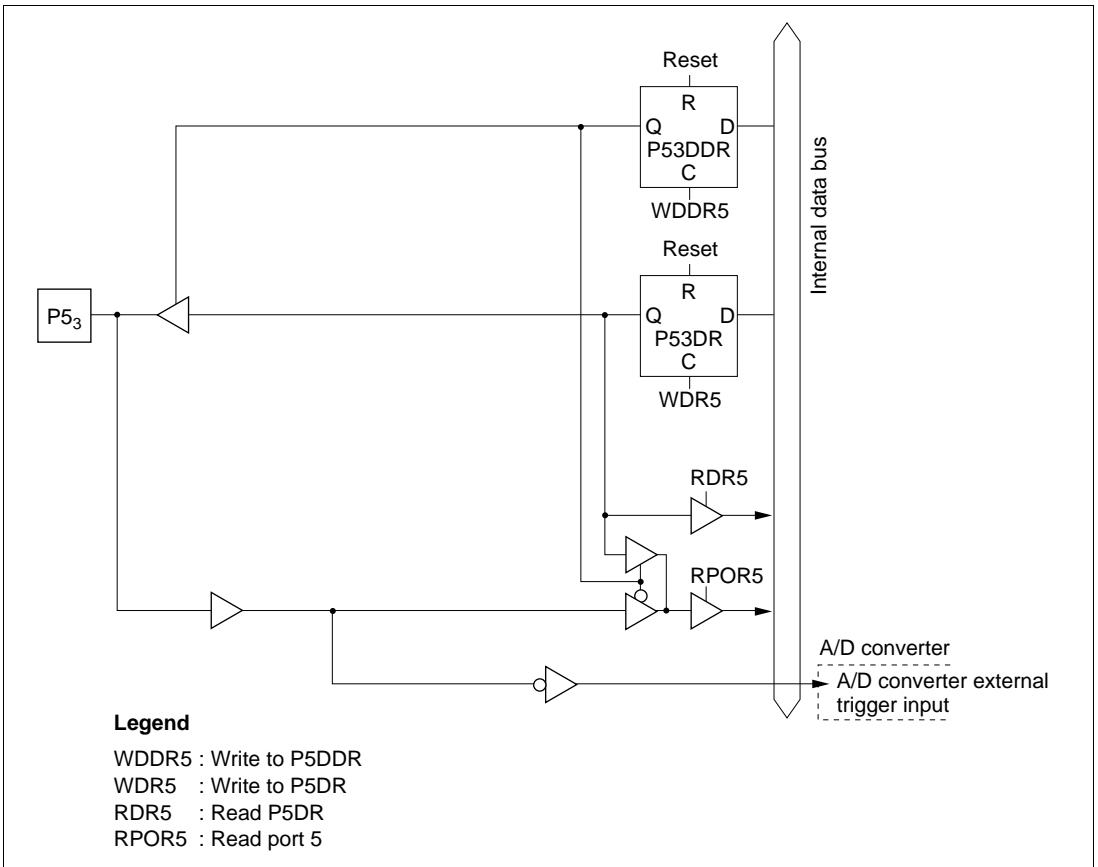 Reset
R
Q D
P53DDR
C
WDDR5
Internal data bus
Reset
R
P5₃
Q D
P53DR
C
WDR5
RDR5
RPOR5
A/D converter
A/D converter external
trigger input
Legend
WDDR5 : Write to P5DDR
WDR5 : Write to P5DR
RDR5 : Read P5DR
RPOR5 : Read port 5